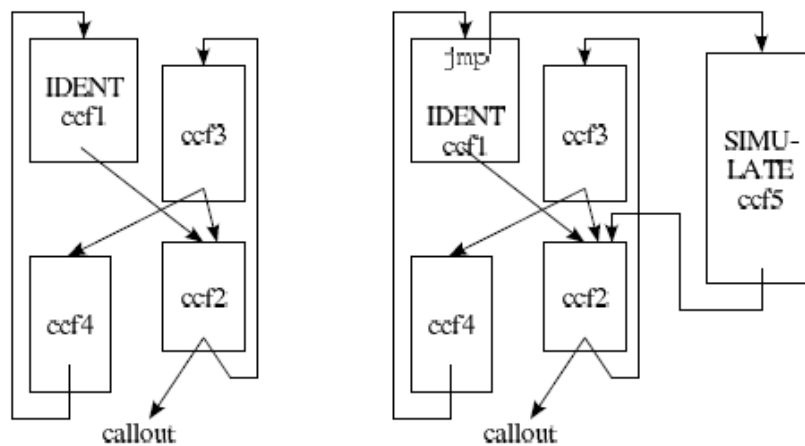 IDENT
ccf1
ccf3
ccf4
ccf2
callout
jmp
IDENT
ccf1
ccf3
SIMU-
LATE
ccf5
ccf4
ccf2
callout